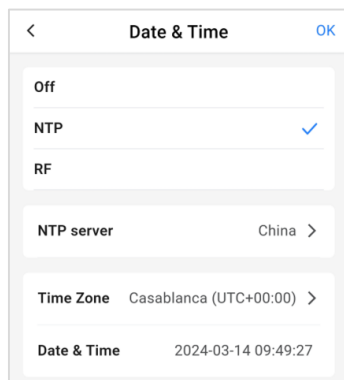 Date & Time OK
Off
NTP
RF
NTP server China
Time Zone Casablanca (UTC+00:00)
Date & Time 2024-03-14 09:49:27